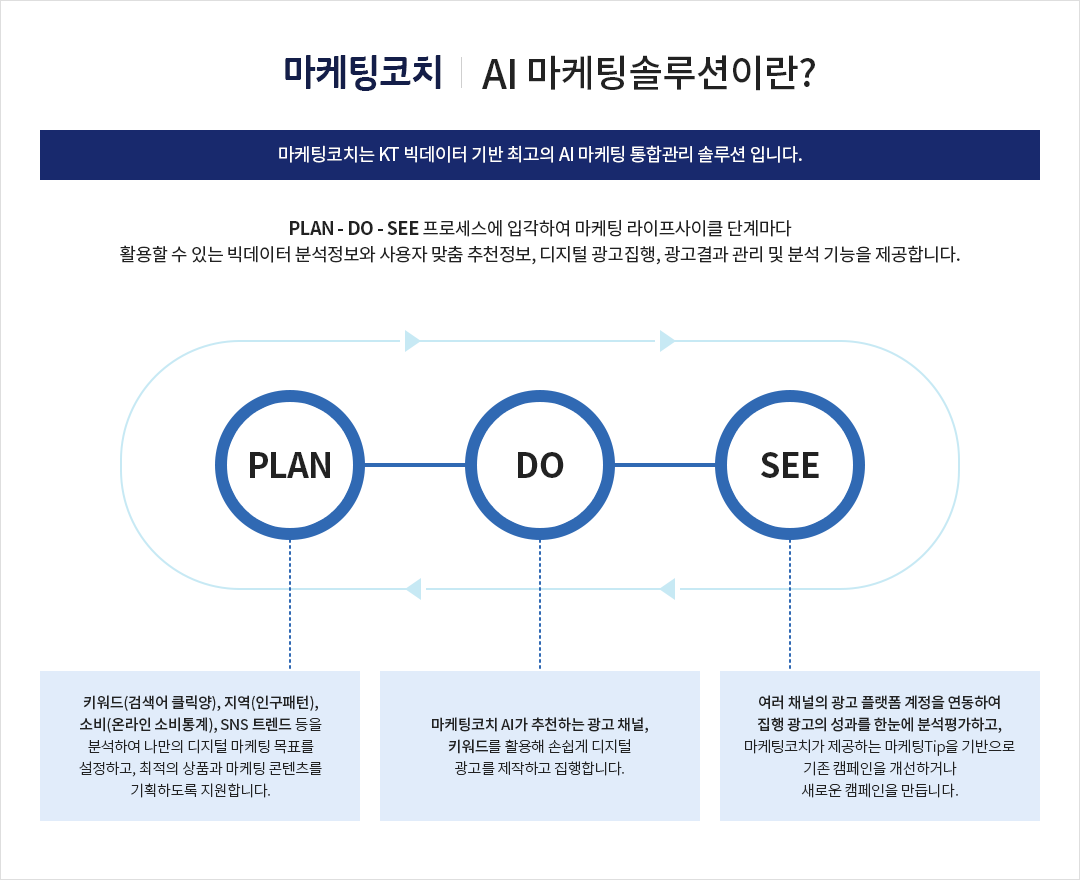 마케팅코치 | AI 마케팅솔루션이란?
마케팅코치는 KT 빅데이터 기반 최고의 AI 마케팅 통합관리 솔루션 입니다.
PLAN - DO - SEE 프로세스에 입각하여 마케팅 라이프사이클 단계마다
활용할 수 있는 빅데이터 분석정보와 사용자 맞춤 추천정보, 디지털 광고집행, 광고결과 관리 및 분석 기능을 제공합니다.
PLAN
DO
SEE
키워드(검색어 클릭양), 지역(인구패턴),
소비(온라인 소비통계), SNS 트렌드 등을
분석하여 나만의 디지털 마케팅 목표를
설정하고, 최적의 상품과 마케팅 콘텐츠를
기획하도록 지원합니다.
마케팅코치 AI가 추천하는 광고 채널,
키워드를 활용해 손쉽게 디지털
광고를 제작하고 집행합니다.
여러 채널의 광고 플랫폼 계정을 연동하여
집행 광고의 성과를 한눈에 분석평가하고,
마케팅코치가 제공하는 마케팅Tip을 기반으로
기존 캠페인을 개선하거나
새로운 캠페인을 만듭니다.